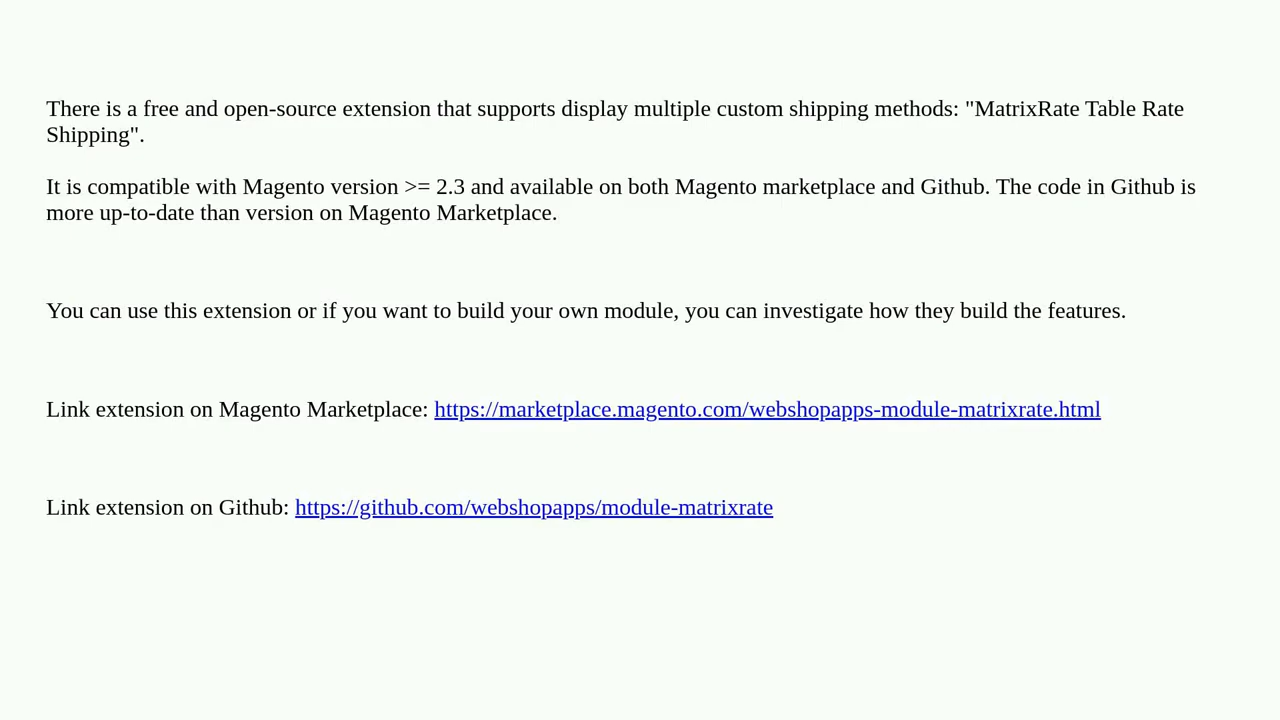 There is a free and open-source extension that supports display multiple custom shipping methods: "MatrixRate Table Rate
Shipping".
It is compatible with Magento version >= 2.3 and available on both Magento marketplace and Github. The code in Github is
more up-to-date than version on Magento Marketplace.
You can use this extension or if you want to build your own module, you can investigate how they build the features.
Link extension on Magento Marketplace: https://marketplace.magento.com/webshopapps-module-matrixrate.html
Link extension on Github: https://github.com/webshopapps/module-matrixrate